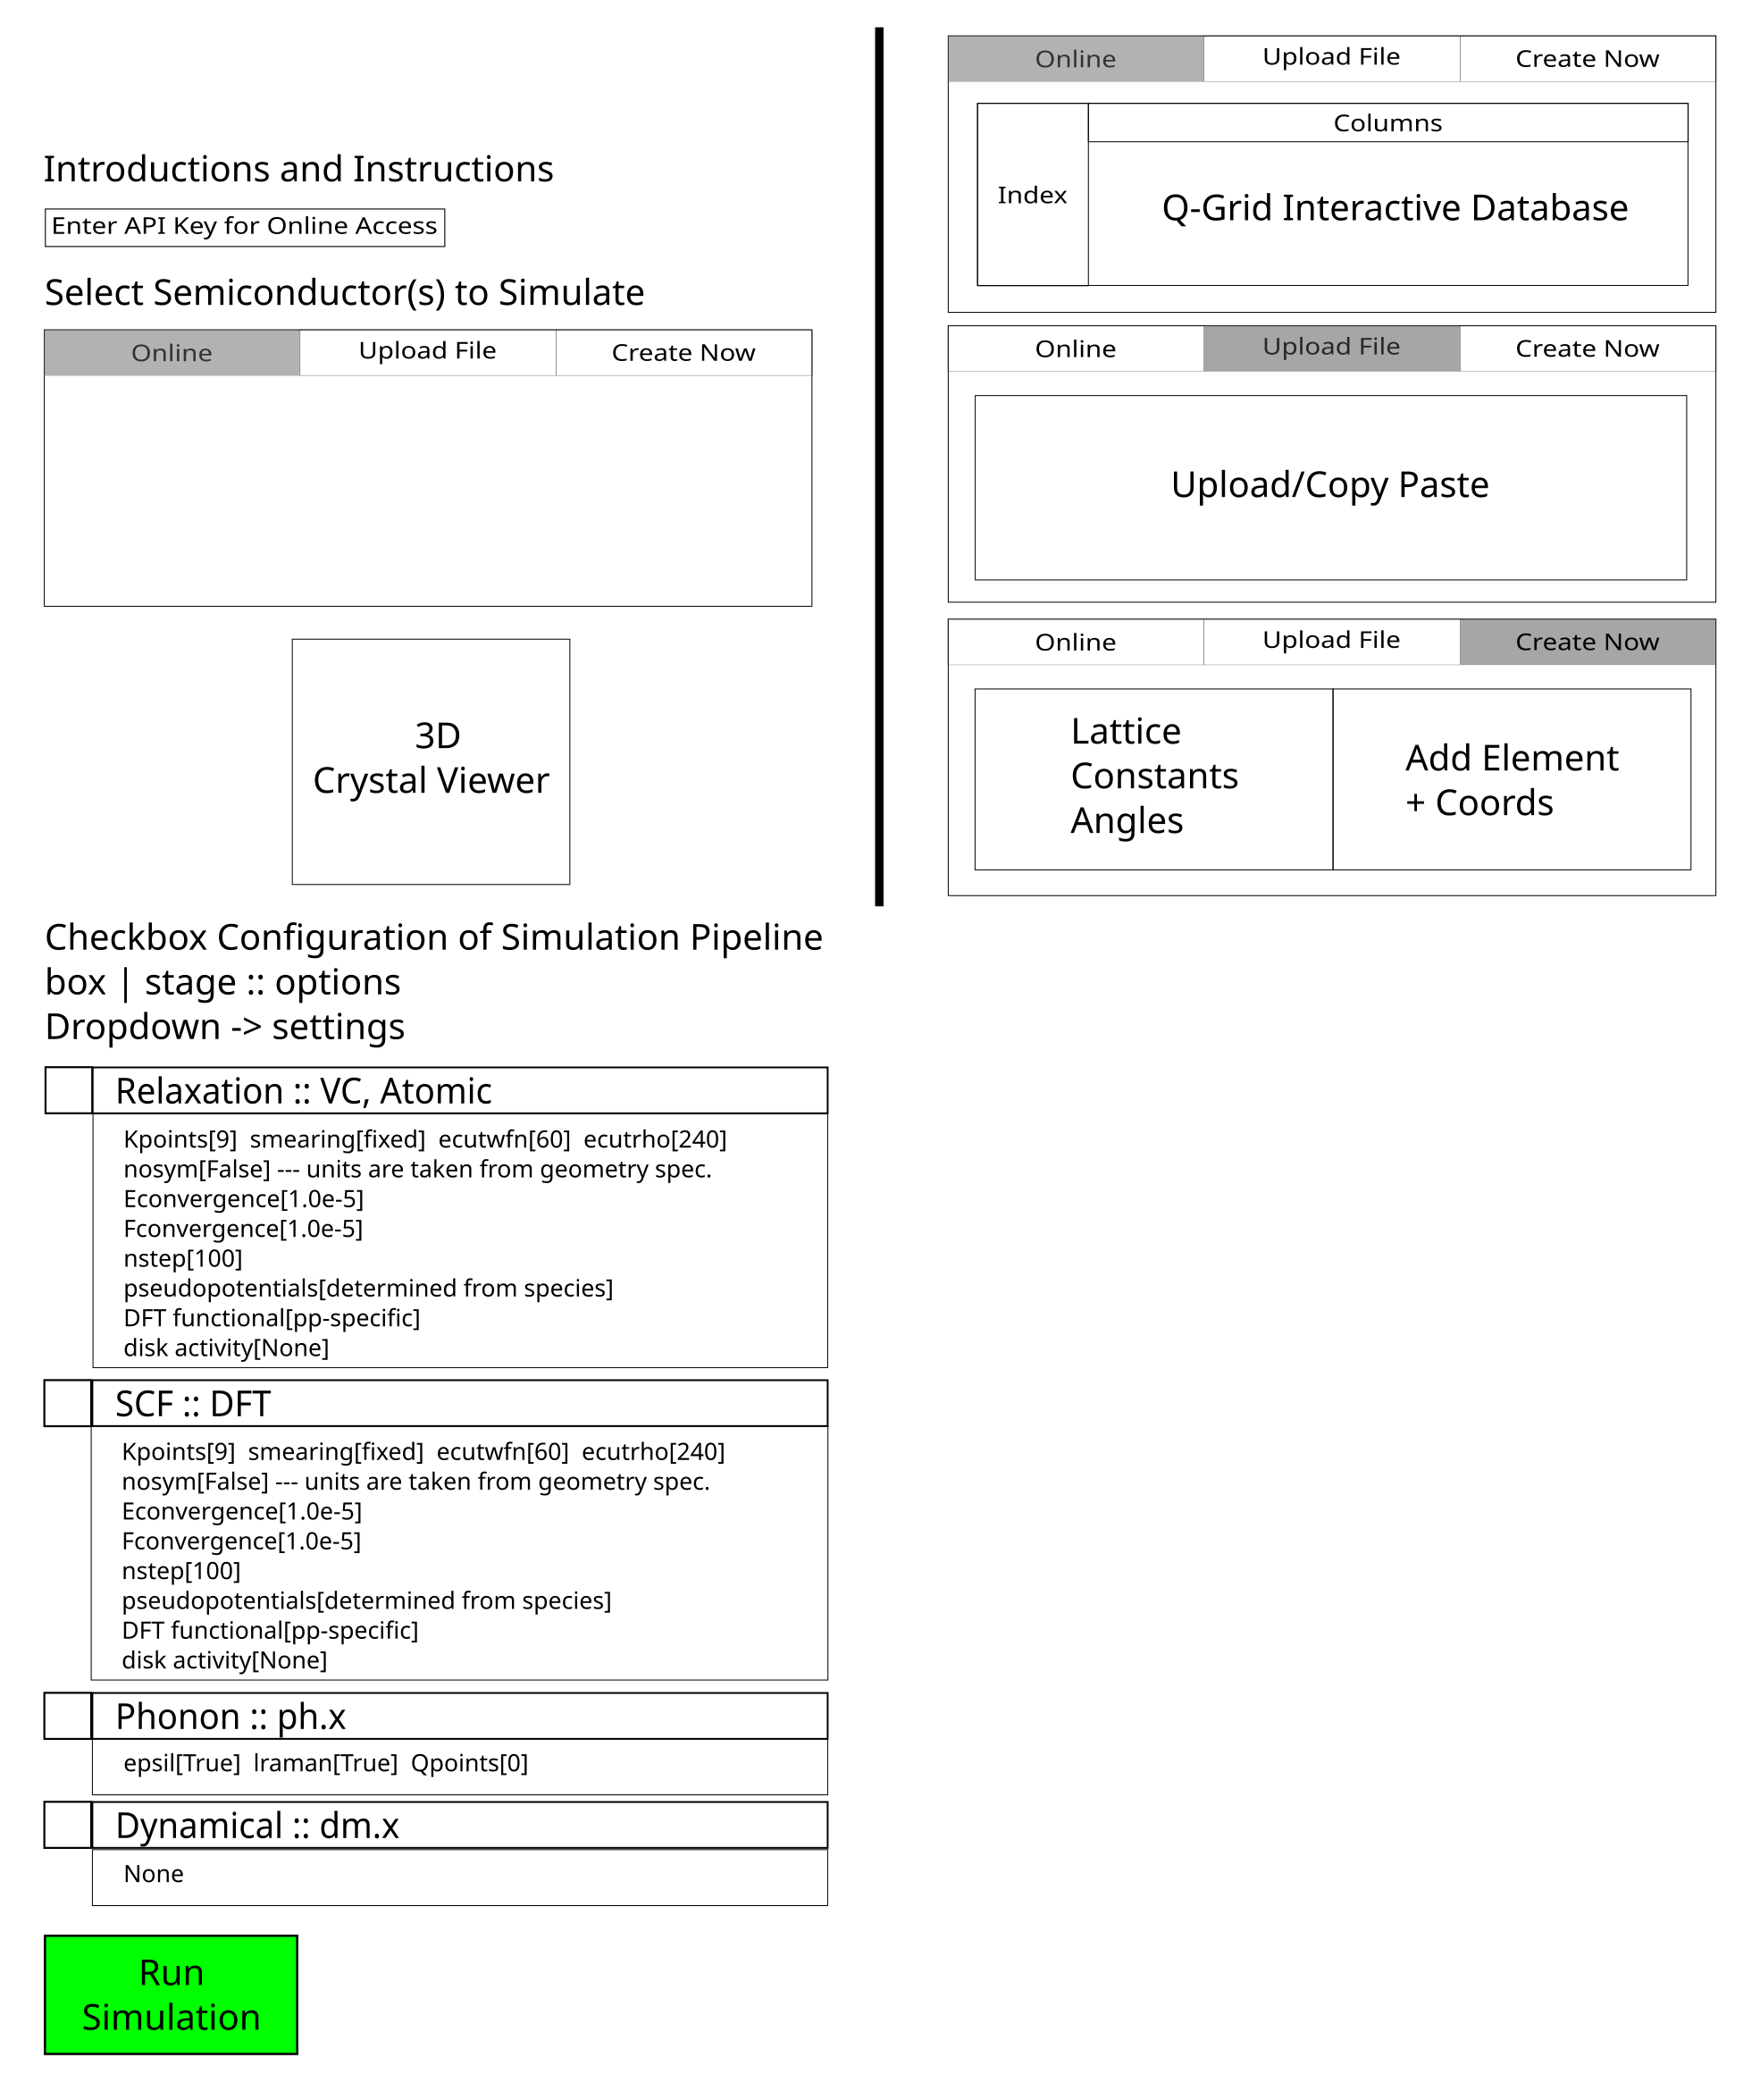 Introductions and Instructions
Enter API Key for Online Access
Select Semiconductor(s) to Simulate
Online Upload File Create Now
3D
Crystal Viewer
Checkbox Configuration of Simulation Pipeline
box | stage :: options
Dropdown -> settings
Relaxation :: VC, Atomic
Kpoints[9] smearing[fixed] ecutwfn[60] ecutrho[240]
nosym[False] --- units are taken from geometry spec.
Econvergence[1.0e-5]
Fconvergence[1.0e-5]
nstep[100]
pseudopotentials[determined from species]
DFT functional[pp-specific]
disk activity[None]
SCF :: DFT
Kpoints[9] smearing[fixed] ecutwfn[60] ecutrho[240]
nosym[False] --- units are taken from geometry spec.
Econvergence[1.0e-5]
Fconvergence[1.0e-5]
nstep[100]
pseudopotentials[determined from species]
DFT functional[pp-specific]
disk activity[None]
Phonon :: ph.x
epsil[True] lraman[True] Qpoints[0]
Dynamical :: dm.x
None
Run
Simulation
Online Upload File Create Now
Columns
Index
Q-Grid Interactive Database
Online Upload File Create Now
Upload/Copy Paste
Online Upload File Create Now
Lattice
Constants
Angles
Add Element
+ Coords